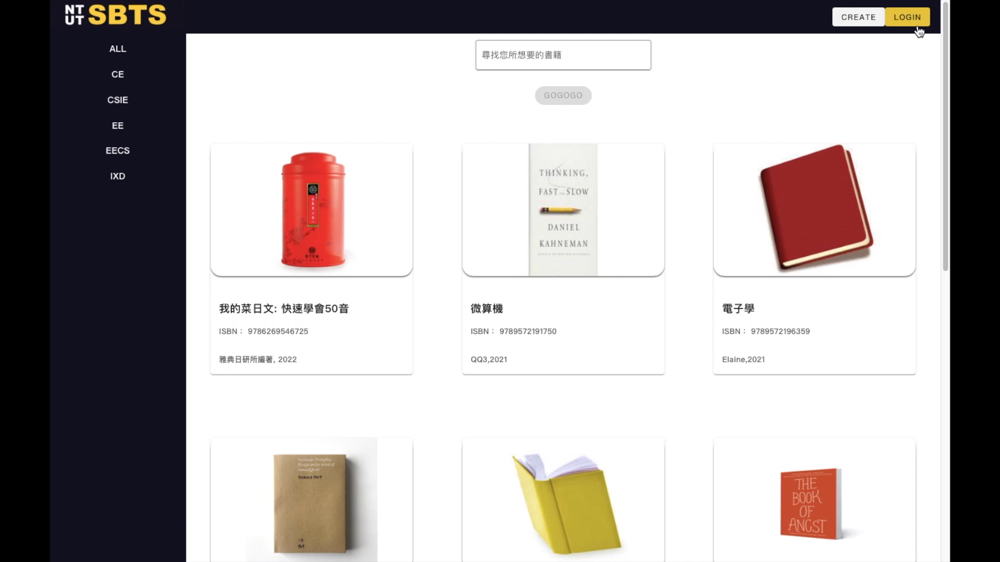 NT
UT SBTS
CREATE LOGIN
ALL
CE
CSIE
EE
EECS
IXD
尋找您所想要的書籍
GOGOGO
THINKING,
FAST AND SLOW
DANIEL
KAHNEMAN
我的菜日文: 快速學會50音
ISBN： 9786269546725
雅典日研所編著, 2022
微算機
ISBN： 9789572191750
QQ3,2021
電子學
ISBN： 9789572196359
Elaine,2021
THE
BOOK
OF
ANGST